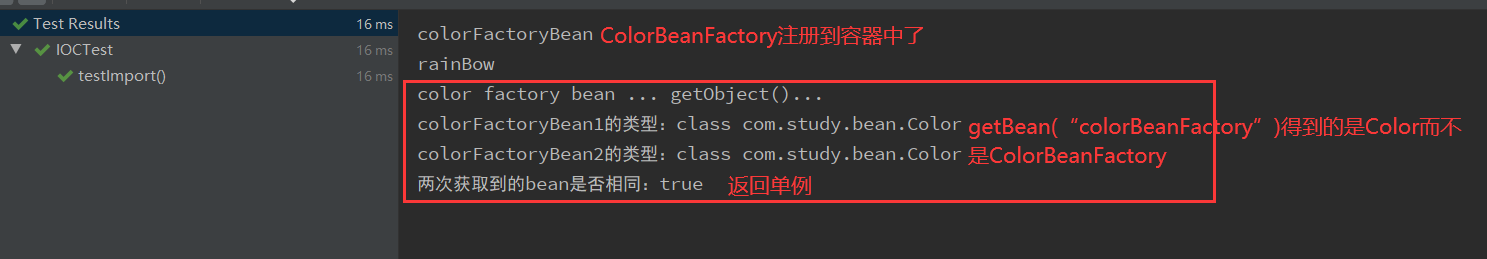 Test Results 16 ms
IOCTest 16 ms
testImport() 16 ms
colorFactoryBean ColorBeanFactory注册到容器中了
rainBow
color factory bean ... getObject()...
colorFactoryBean1的类型：class com.study.bean.Color getBean(“colorBeanFactory”)得到的是Color而不
colorFactoryBean2的类型：class com.study.bean.Color 是ColorBeanFactory
两次获取到的bean是否相同：true 返回单例